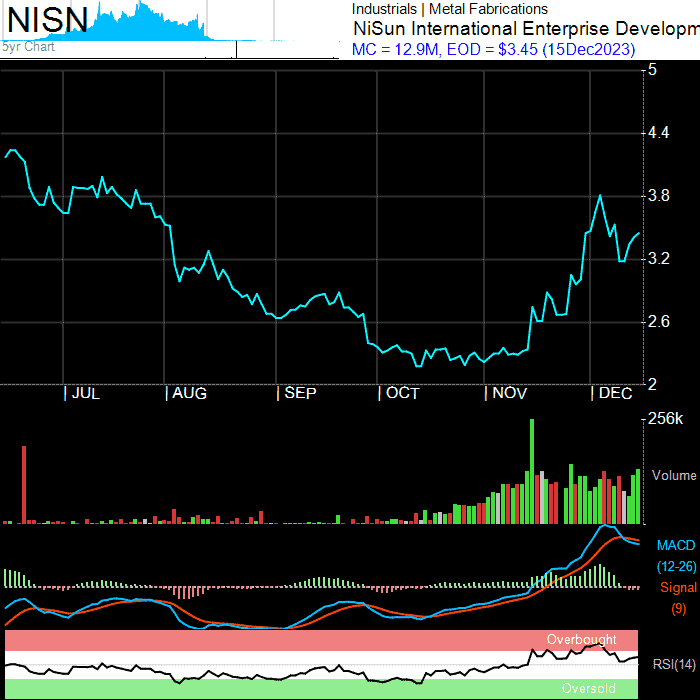 NISN
5yr Chart
Industrials | Metal Fabrications
NiSun International Enterprise Developm
MC = 12.9M, EOD = $3.45 (15Dec2023)
5
4.4
3.8
3.2
2.6
2
| JUL | AUG | SEP | OCT | NOV | DEC
256k
Volume
MACD
(12-26)
Signal
(9)
Overbought
RSI(14)
Oversold